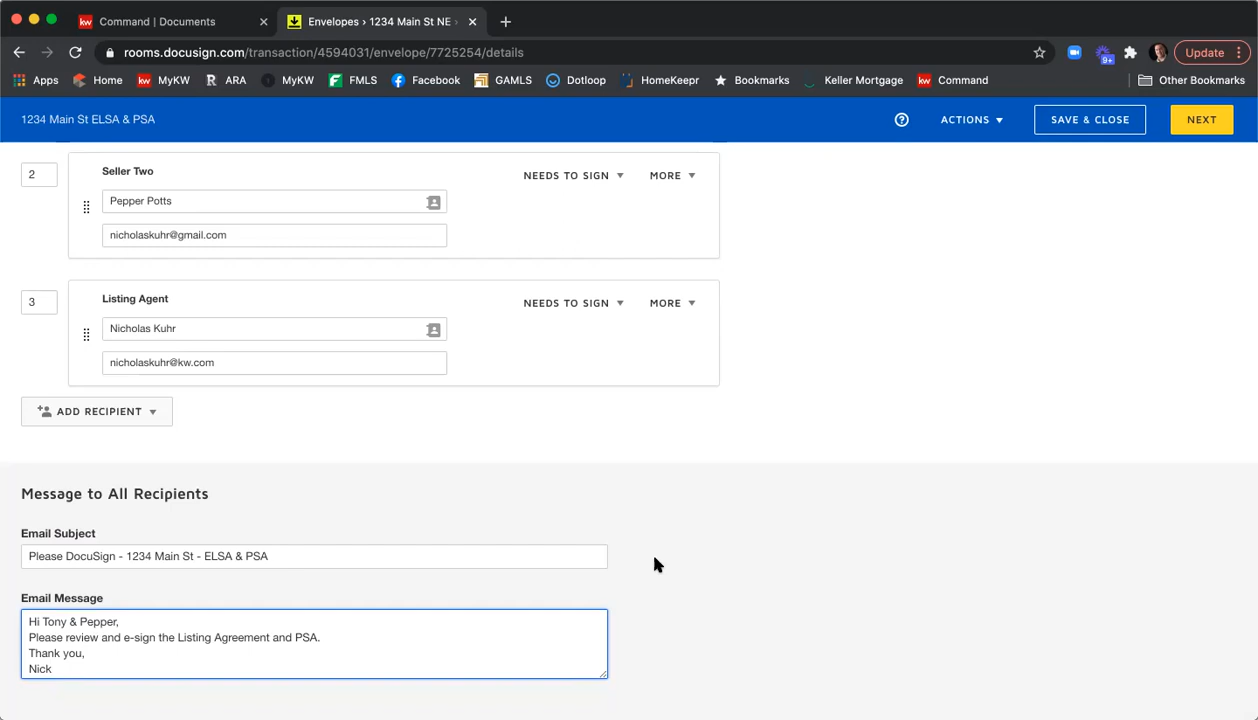 kw Command | Documents
Envelopes › 1234 Main St NE
rooms.docusign.com/transaction/4594031/envelope/7725254/details
9+
Update
Apps
Home
kw MyKW
R ARA
MyKW
FMLS
Facebook
GAMLS
Dotloop
HomeKeepr
Bookmarks
Keller Mortgage
kw Command
Other Bookmarks
1234 Main St ELSA & PSA
ACTIONS
SAVE & CLOSE
NEXT
2
Seller Two
NEEDS TO SIGN
MORE
Pepper Potts
nicholaskuhr@gmail.com
3
Listing Agent
NEEDS TO SIGN
MORE
Nicholas Kuhr
nicholaskuhr@kw.com
ADD RECIPIENT
Message to All Recipients
Email Subject
Please DocuSign - 1234 Main St - ELSA & PSA
Email Message
Hi Tony & Pepper,
Please review and e-sign the Listing Agreement and PSA.
Thank you,
Nick